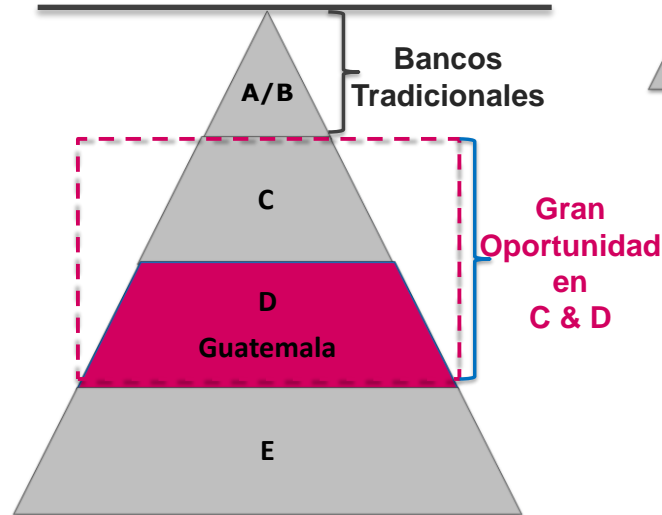 A/B
Bancos
Tradicionales
C
Gran
Oportunidad
en
C & D
D
Guatemala
E